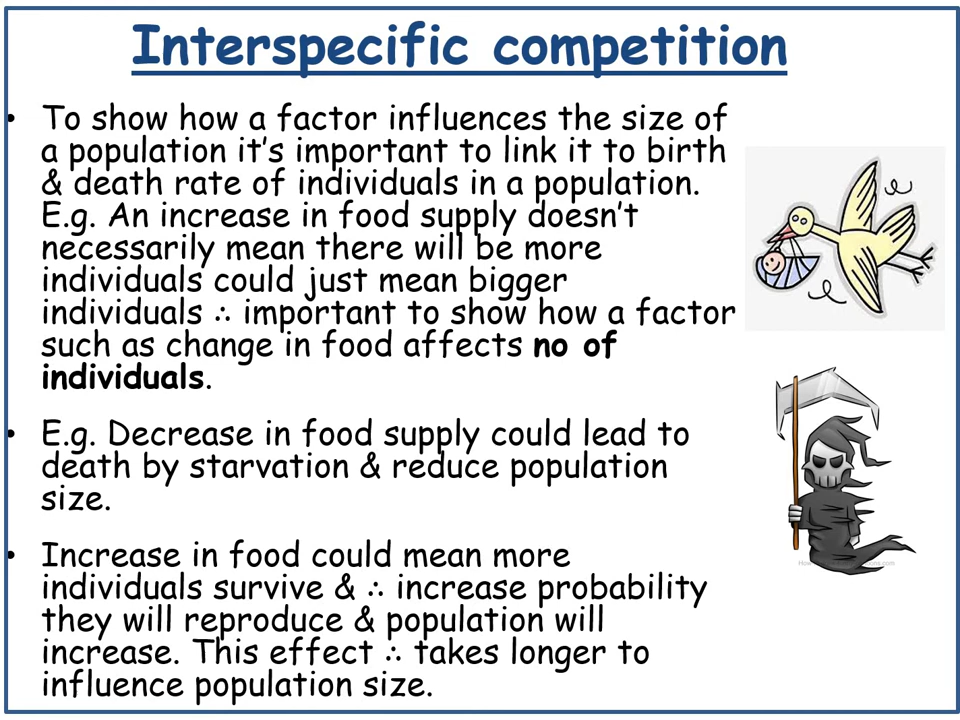 Interspecific competition
• To show how a factor influences the size of
a population it's important to link it to birth
& death rate of individuals in a population.
E.g. An increase in food supply doesn't
necessarily mean there will be more
individuals could just mean bigger
individuals ∴ important to show how a factor
such as change in food affects no of
individuals.
• E.g. Decrease in food supply could lead to
death by starvation & reduce population
size.
• Increase in food could mean more
individuals survive & ∴ increase probability
they will reproduce & population will
increase. This effect ∴ takes longer to
influence population size.